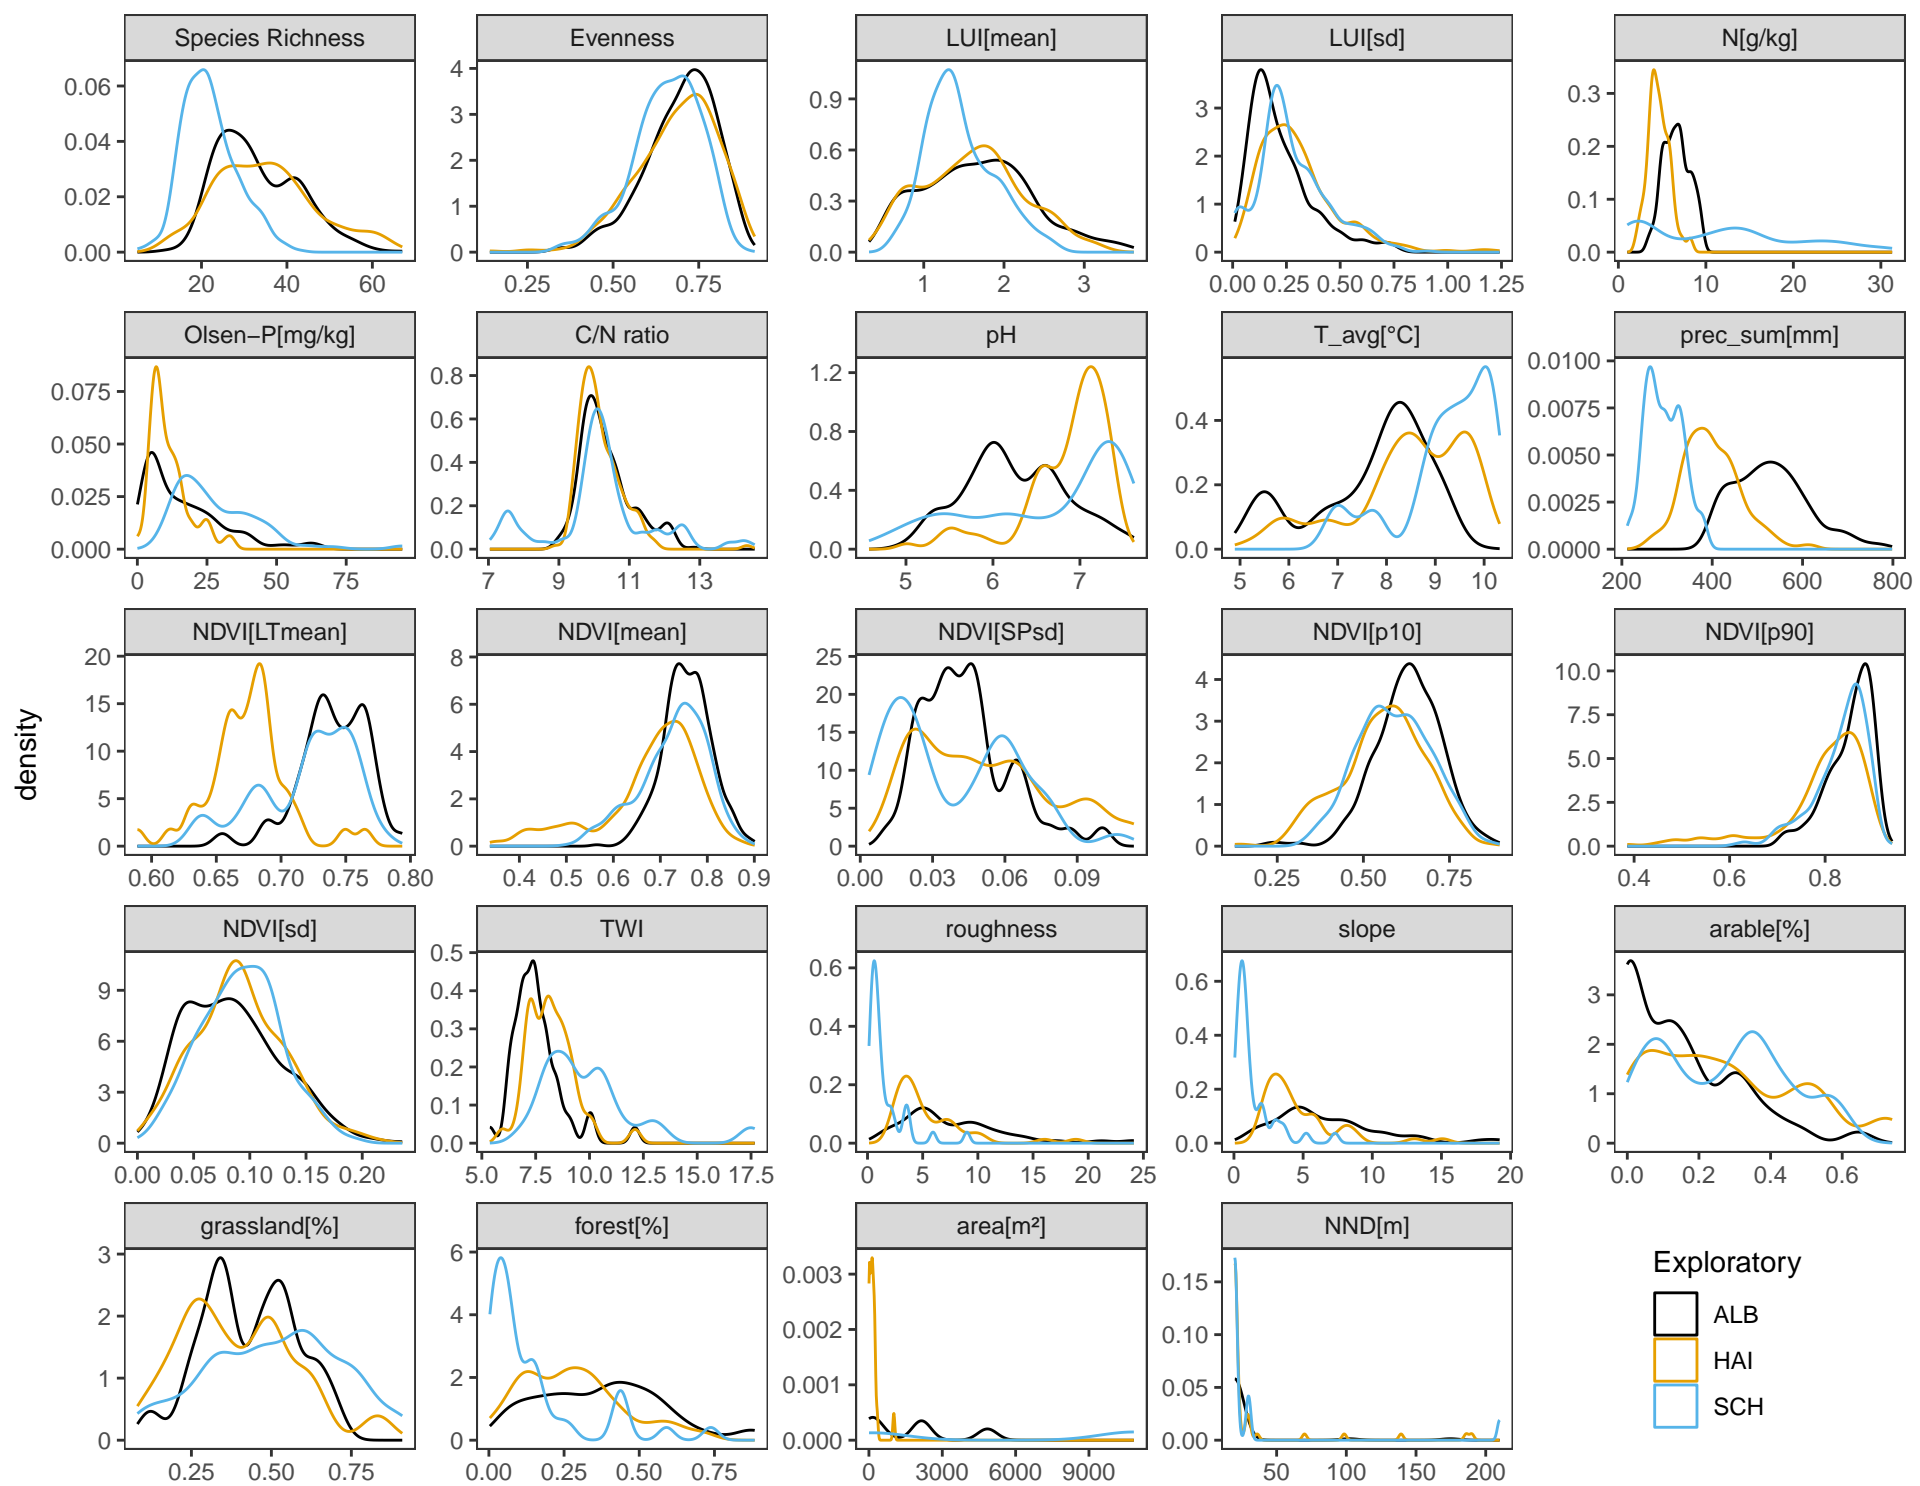 Species Richness Evenness LUI[mean] LUI[sd] N[g/kg]
0.06 0.04 0.02 0.00
4 3 2 1 0
0.9 0.6 0.3 0.0
3 2 1 0
0.3 0.2 0.1 0.0
20 40 60 0.25 0.50 0.75 1 2 3 0.00 0.25 0.50 0.75 1.00 1.25 0 10 20 30
Olsen−P[mg/kg] C/N ratio pH T_avg[°C] prec_sum[mm]
0.075 0.050 0.025 0.000
0.8 0.6 0.4 0.2 0.0
1.2 0.8 0.4 0.0
0.4 0.2 0.0
0.0100 0.0075 0.0050 0.0025 0.0000
0 25 50 75 7 9 11 13 5 6 7 5 6 7 8 9 10 200 400 600 800
NDVI[LTmean] NDVI[mean] NDVI[SPsd] NDVI[p10] NDVI[p90]
20 15 10 5 0
8 6 4 2 0
25 20 15 10 5 0
4 3 2 1 0
10.0 7.5 5.0 2.5 0.0
density
0.60 0.65 0.70 0.75 0.80 0.4 0.5 0.6 0.7 0.8 0.9 0.00 0.03 0.06 0.09 0.25 0.50 0.75 0.4 0.6 0.8
NDVI[sd] TWI roughness slope arable[%]
9 6 3 0
0.5 0.4 0.3 0.2 0.1 0.0
0.6 0.4 0.2 0.0
0.6 0.4 0.2 0.0
3 2 1 0
0.00 0.05 0.10 0.15 0.20 5.0 7.5 10.0 12.5 15.0 17.5 0 5 10 15 20 25 0 5 10 15 20 0.0 0.2 0.4 0.6
grassland[%] forest[%] area[m²] NND[m]
3 2 1 0
6 4 2 0
0.003 0.002 0.001 0.000
0.15 0.10 0.05 0.00
0.25 0.50 0.75 0.00 0.25 0.50 0.75 0 3000 6000 9000 50 100 150 200
Exploratory
ALB
HAI
SCH